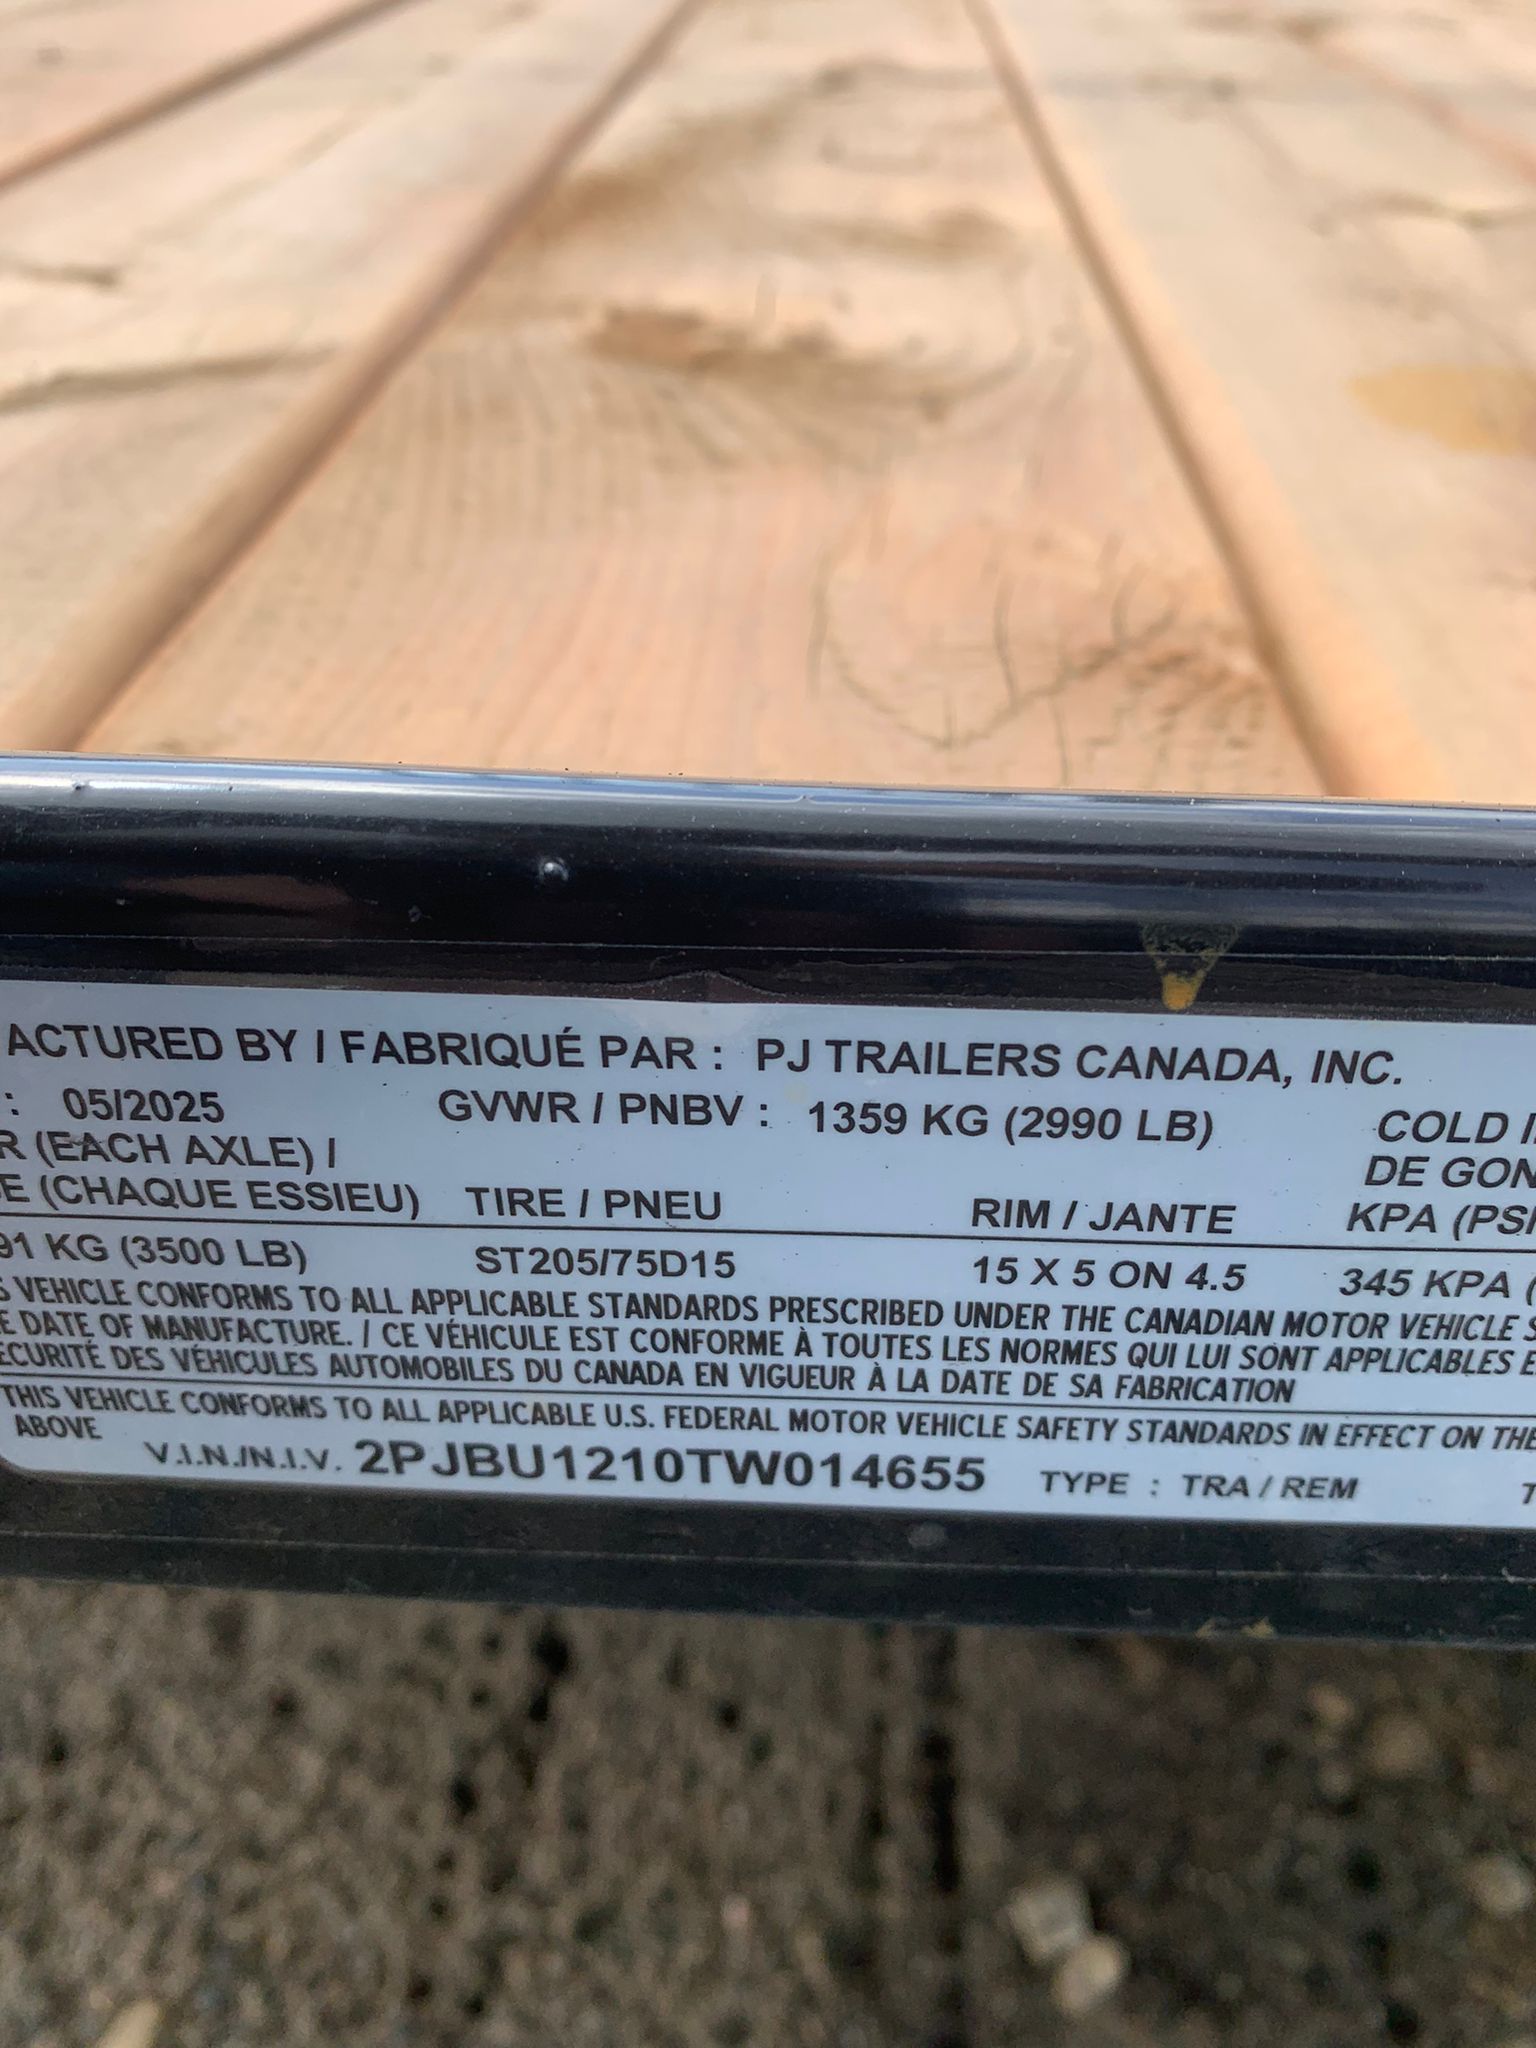 ACTURED BY / FABRIQUÉ PAR : PJ TRAILERS CANADA, INC.
: 05/2025 GVWR / PNBV : 1359 KG (2990 LB) COLD
R (EACH AXLE) / DE GON
E (CHAQUE ESSIEU) TIRE / PNEU RIM / JANTE KPA (PSI
91 KG (3500 LB) ST205/75D15 15 X 5 ON 4.5 345 KPA (
S VEHICLE CONFORMS TO ALL APPLICABLE STANDARDS PRESCRIBED UNDER THE CANADIAN MOTOR VEHICLE S
E DATE OF MANUFACTURE. / CE VÉHICULE EST CONFORME À TOUTES LES NORMES QUI LUI SONT APPLICABLES E
ÉCURITÉ DES VÉHICULES AUTOMOBILES DU CANADA EN VIGUEUR À LA DATE DE SA FABRICATION
THIS VEHICLE CONFORMS TO ALL APPLICABLE U.S. FEDERAL MOTOR VEHICLE SAFETY STANDARDS IN EFFECT ON THE
ABOVE
V.I.N./N.I.V. 2PJBU1210TW014655 TYPE : TRA / REM T